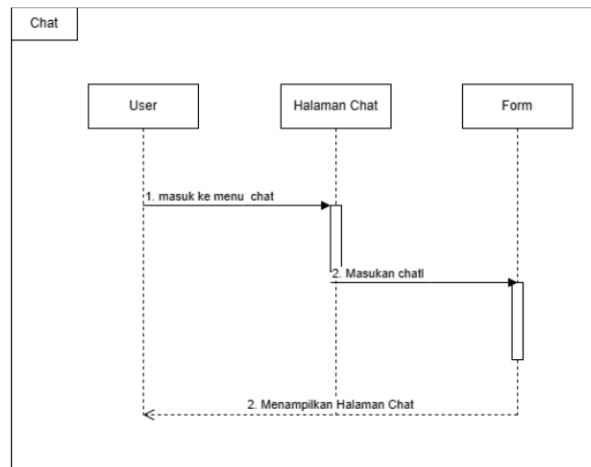 Chat
User
Halaman Chat
Form
1. masuk ke menu chat
2. Masukan chatl
2. Menampilkan Halaman Chat